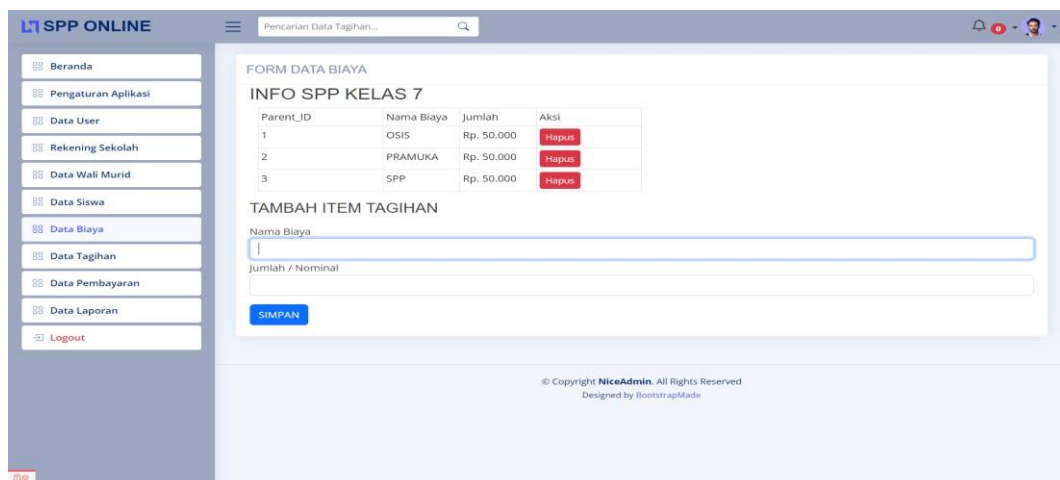 SPP ONLINE
Pencarian Data Tagihan...
0
Beranda
Pengaturan Aplikasi
Data User
Rekening Sekolah
Data Wali Murid
Data Siswa
Data Biaya
Data Tagihan
Data Pembayaran
Data Laporan
Logout
FORM DATA BIAYA
INFO SPP KELAS 7
Parent_ID Nama Biaya Jumlah Aksi
1 OSIS Rp. 50.000 Hapus
2 PRAMUKA Rp. 50.000 Hapus
3 SPP Rp. 50.000 Hapus
TAMBAH ITEM TAGIHAN
Nama Biaya
Jumlah / Nominal
SIMPAN
© Copyright NiceAdmin. All Rights Reserved
Designed by BootstrapMade